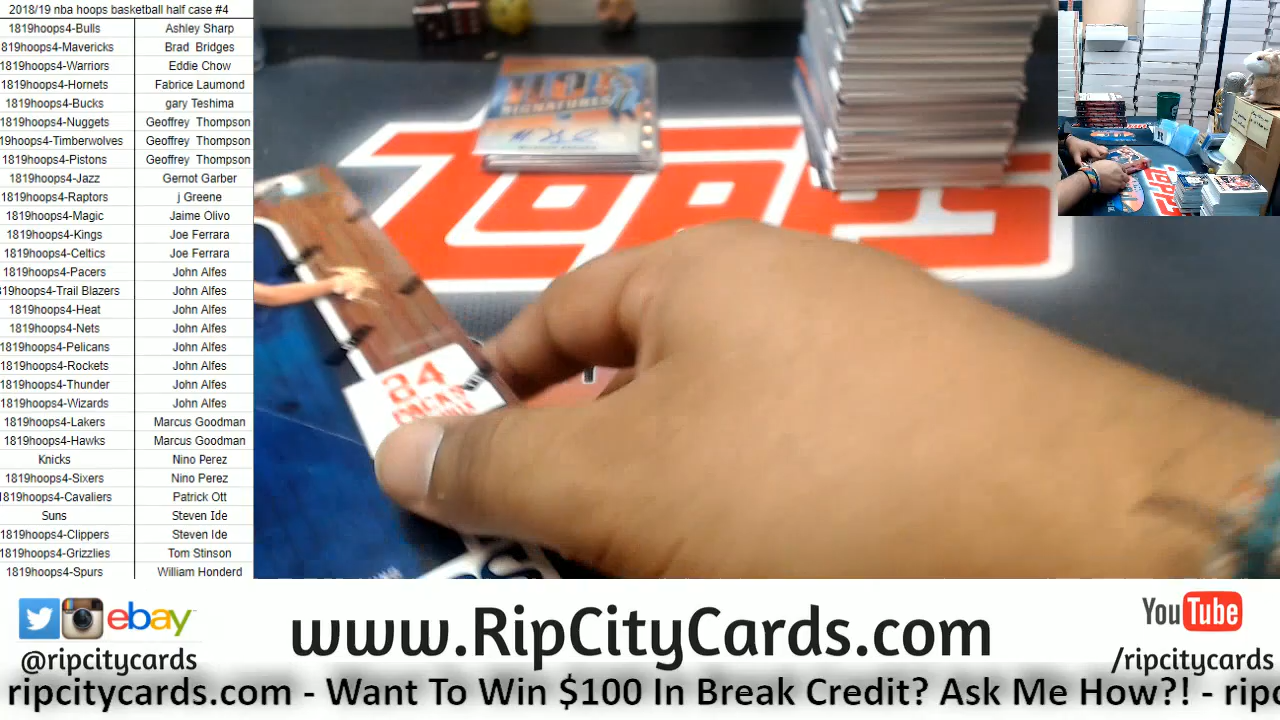 2018/19 nba hoops basketball half case #4
1819hoops4-Bulls Ashley Sharp
819hoops4-Mavericks Brad Bridges
1819hoops4-Warriors Eddie Chow
1819hoops4-Hornets Fabrice Laumond
1819hoops4-Bucks gary Teshima
1819hoops4-Nuggets Geoffrey Thompson
19hoops4-Timberwolves Geoffrey Thompson
1819hoops4-Pistons Geoffrey Thompson
1819hoops4-Jazz Gernot Garber
1819hoops4-Raptors j Greene
1819hoops4-Magic Jaime Olivo
1819hoops4-Kings Joe Ferrara
1819hoops4-Celtics Joe Ferrara
1819hoops4-Pacers John Alfes
19hoops4-Trail Blazers John Alfes
1819hoops4-Heat John Alfes
1819hoops4-Nets John Alfes
1819hoops4-Pelicans John Alfes
1819hoops4-Rockets John Alfes
1819hoops4-Thunder John Alfes
1819hoops4-Wizards John Alfes
1819hoops4-Lakers Marcus Goodman
1819hoops4-Hawks Marcus Goodman
Knicks Nino Perez
1819hoops4-Sixers Nino Perez
1819hoops4-Cavaliers Patrick Ott
Suns Steven Ide
1819hoops4-Clippers Steven Ide
1819hoops4-Grizzlies Tom Stinson
1819hoops4-Spurs William Honderd
SIGNATURES
TOPPS
24
PACKS
TOPPS
ebay
@ripcitycards
www.RipCityCards.com
YouTube
/ripcitycards
ripcitycards.com - Want To Win $100 In Break Credit? Ask Me How?! - ripc